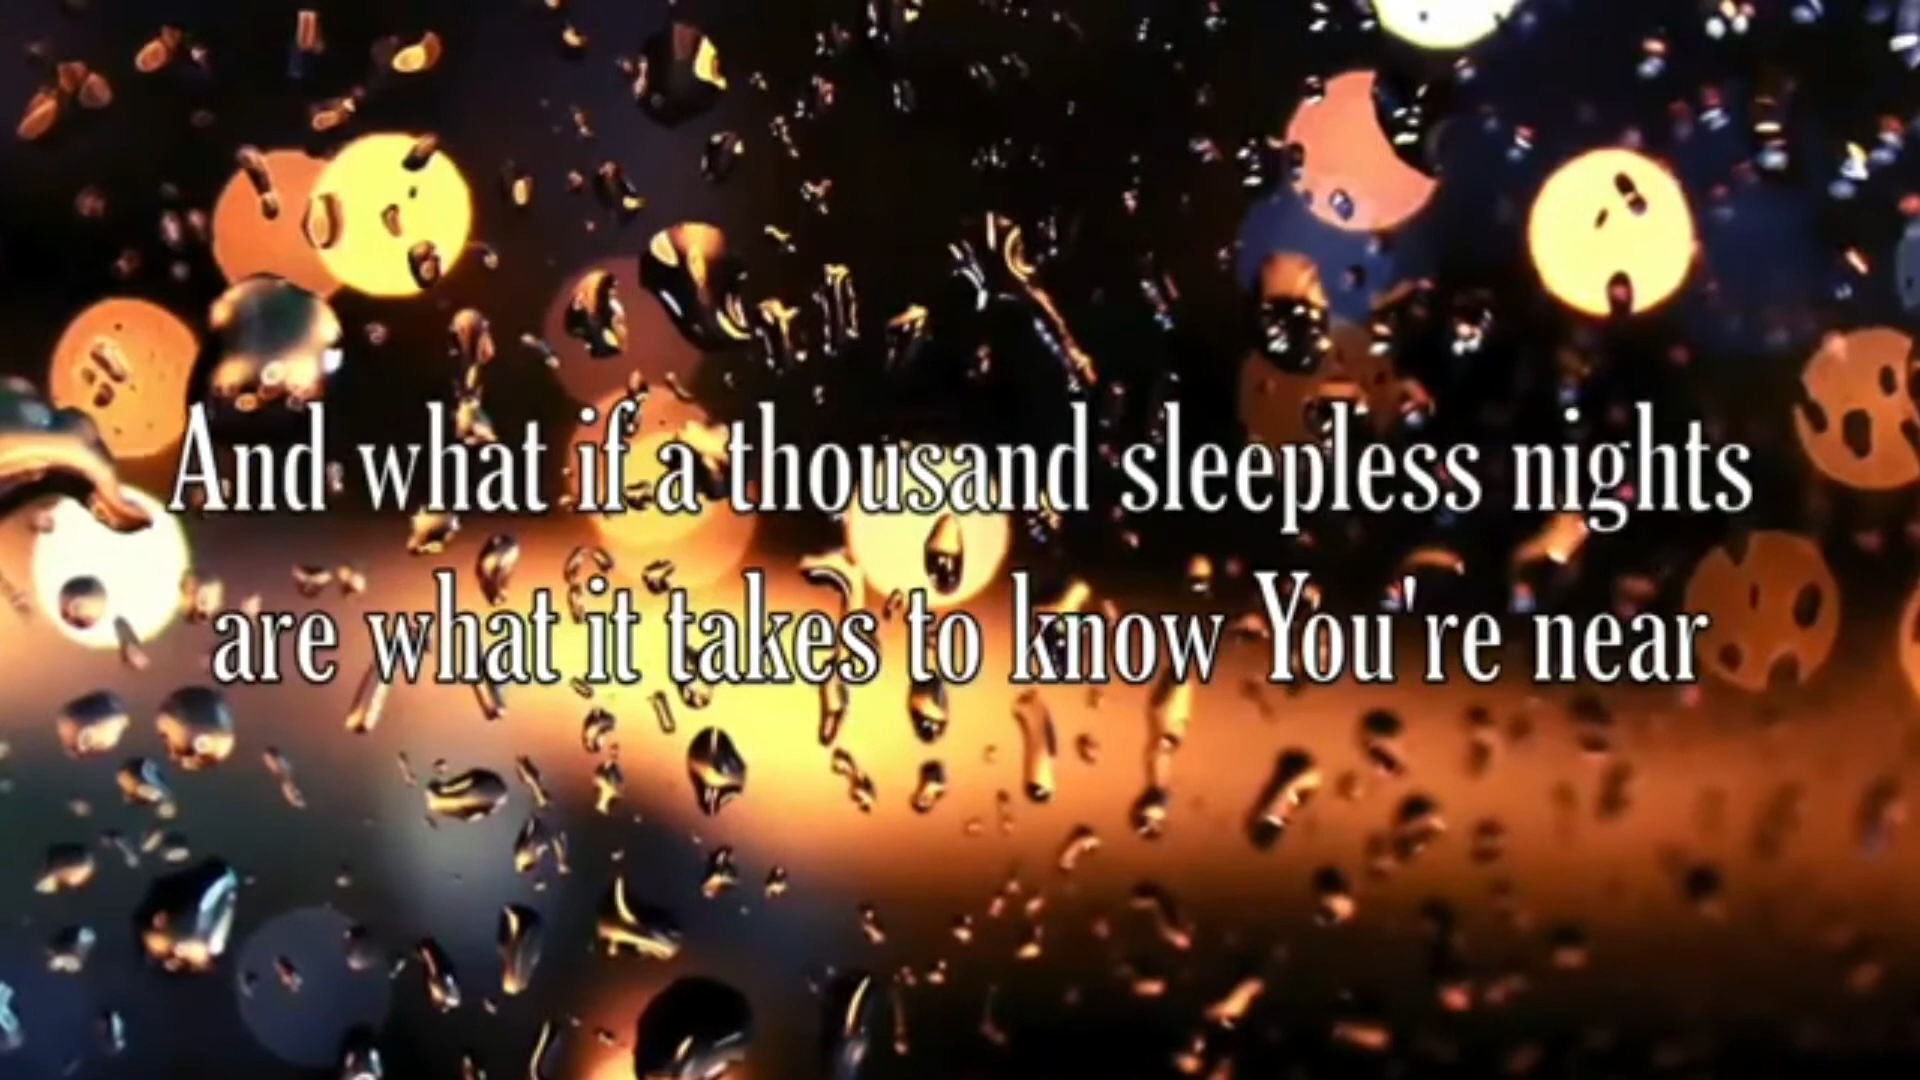 And what if a thousand sleepless nights
are what it takes to know You're near